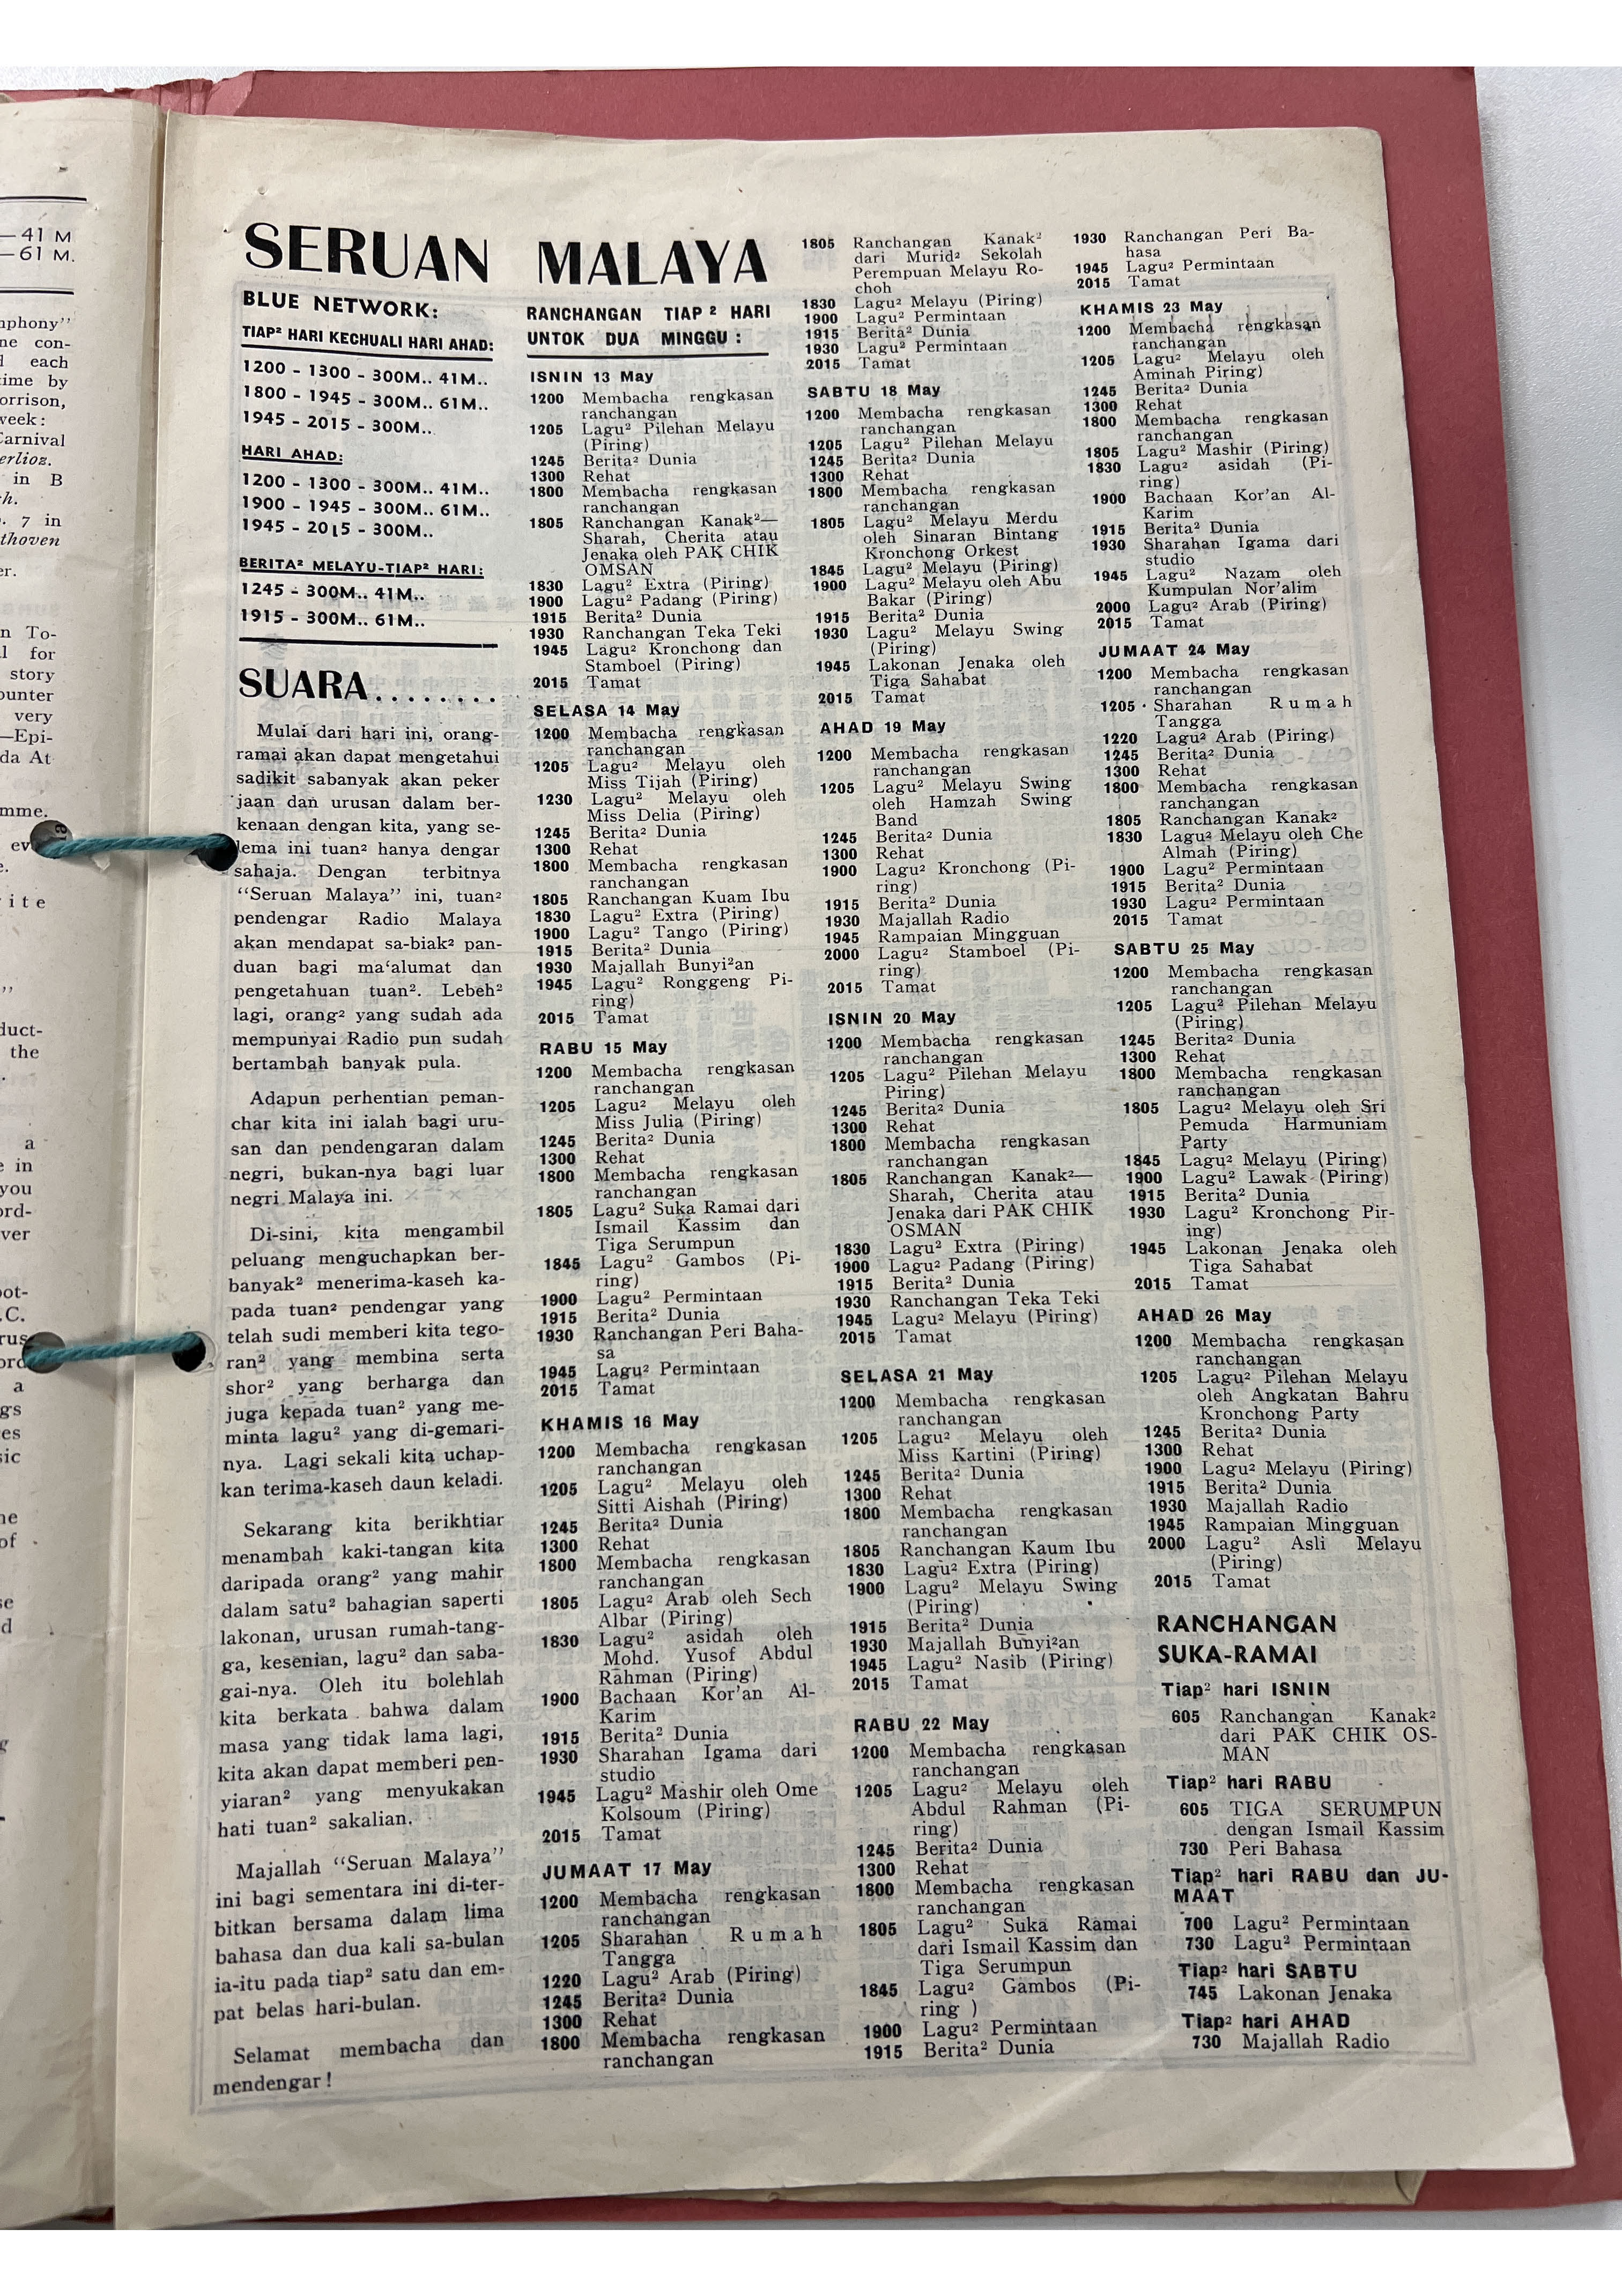 —41 M
—61 M.
mphony"
ne con-
d each
time by
orrison,
week:
Carnival
erlioz.
in B
ch.
. 7 in
thoven
er.
n To-
l for
story
ounter
very
—Epi-
da At
mme.
e.
rite
"
duct-
the
.
a
e in
you
ord-
ver
oot-
.C.
rus
ord
a
gs
es
sic
ne
of
se
d
g
SERUAN MALAYA
BLUE NETWORK:
TIAP² HARI KECHUALI HARI AHAD:
1200 - 1300 - 300M.. 41M..
1800 - 1945 - 300M.. 61M..
1945 - 2015 - 300M..
HARI AHAD:
1200 - 1300 - 300M.. 41M..
1900 - 1945 - 300M.. 61M..
1945 - 2015 - 300M..
BERITA² MELAYU-TIAP² HARI:
1245 - 300M.. 41M..
1915 - 300M.. 61M..
SUARA........
Mulai dari hari ini, orang-
ramai akan dapat mengetahui
sadikit sabanyak akan peker
jaan dan urusan dalam ber-
kenaan dengan kita, yang se-
lema ini tuan² hanya dengar
sahaja. Dengan terbitnya
"Seruan Malaya" ini, tuan²
pendengar Radio Malaya
akan mendapat sa-biak² pan-
duan bagi ma'alumat dan
pengetahuan tuan². Lebeh²
lagi, orang² yang sudah ada
mempunyai Radio pun sudah
bertambah banyak pula.
Adapun perhentian peman-
char kita ini ialah bagi uru-
san dan pendengaran dalam
negri, bukan-nya bagi luar
negri Malaya ini.
Di-sini, kita mengambil
peluang menguchapkan ber-
banyak² menerima-kaseh ka-
pada tuan² pendengar yang
telah sudi memberi kita tego-
ran² yang membina serta
shor² yang berharga dan
juga kepada tuan² yang me-
minta lagu² yang di-gemari-
nya. Lagi sekali kita uchap-
kan terima-kaseh daun keladi.
Sekarang kita berikhtiar
menambah kaki-tangan kita
daripada orang² yang mahir
dalam satu² bahagian saperti
lakonan, urusan rumah-tang-
ga, kesenian, lagu² dan saba-
gai-nya. Oleh itu bolehlah
kita berkata bahwa dalam
masa yang tidak lama lagi,
kita akan dapat memberi pen-
yiaran² yang menyukakan
hati tuan² sakalian.
Majallah "Seruan Malaya"
ini bagi sementara ini di-ter-
bitkan bersama dalam lima
bahasa dan dua kali sa-bulan
ia-itu pada tiap² satu dan em-
pat belas hari-bulan.
Selamat membacha dan
mendengar!
RANCHANGAN TIAP² HARI
UNTOK DUA MINGGU:
ISNIN 13 May
1200 Membacha rengkasan
ranchangan
1205 Lagu² Pilehan Melayu
(Piring)
1245 Berita² Dunia
1300 Rehat
1800 Membacha rengkasan
ranchangan
1805 Ranchangan Kanak²—
Sharah, Cherita atau
Jenaka oleh PAK CHIK
OMSAN
1830 Lagu² Extra (Piring)
1900 Lagu² Padang (Piring)
1915 Berita² Dunia
1930 Ranchangan Teka Teki
1945 Lagu² Kronchong dan
Stamboel (Piring)
2015 Tamat
SELASA 14 May
1200 Membacha rengkasan
ranchangan
1205 Lagu² Melayu oleh
Miss Tijah (Piring)
1230 Lagu² Melayu oleh
Miss Delia (Piring)
1245 Berita² Dunia
1300 Rehat
1800 Membacha rengkasan
ranchangan
1805 Ranchangan Kuam Ibu
1830 Lagu² Extra (Piring)
1900 Lagu² Tango (Piring)
1915 Berita² Dunia
1930 Majallah Bunyi²an
1945 Lagu² Ronggeng Pi-
ring)
2015 Tamat
RABU 15 May
1200 Membacha rengkasan
ranchangan
1205 Lagu² Melayu oleh
Miss Julia (Piring)
1245 Berita² Dunia
1300 Rehat
1800 Membacha rengkasan
ranchangan
1805 Lagu² Suka Ramai dari
Ismail Kassim dan
Tiga Serumpun
1845 Lagu² Gambos (Pi-
ring)
1900 Lagu² Permintaan
1915 Berita² Dunia
1930 Ranchangan Peri Baha-
sa
1945 Lagu² Permintaan
2015 Tamat
KHAMIS 16 May
1200 Membacha rengkasan
ranchangan
1205 Lagu² Melayu oleh
Sitti Aishah (Piring)
1245 Berita² Dunia
1300 Rehat
1800 Membacha rengkasan
ranchangan
1805 Lagu² Arab oleh Sech
Albar (Piring)
1830 Lagu² asidah oleh
Mohd. Yusof Abdul
Rahman (Piring)
1900 Bachaan Kor'an Al-
Karim
1915 Berita² Dunia
1930 Sharahan Igama dari
studio
1945 Lagu² Mashir oleh Ome
Kolsoum (Piring)
2015 Tamat
JUMAAT 17 May
1200 Membacha rengkasan
ranchangan
1205 Sharahan Rumah
Tangga
1220 Lagu² Arab (Piring)
1245 Berita² Dunia
1300 Rehat
1800 Membacha rengkasan
ranchangan
1805 Ranchangan Kanak²
dari Murid² Sekolah
Perempuan Melayu Ro-
choh
1830 Lagu² Melayu (Piring)
1900 Lagu² Permintaan
1915 Berita² Dunia
1930 Lagu² Permintaan
2015 Tamat
SABTU 18 May
1200 Membacha rengkasan
ranchangan
1205 Lagu² Pilehan Melayu
1245 Berita² Dunia
1300 Rehat
1800 Membacha rengkasan
ranchangan
1805 Lagu² Melayu Merdu
oleh Sinaran Bintang
Kronchong Orkest
1845 Lagu² Melayu (Piring)
1900 Lagu² Melayu oleh Abu
Bakar (Piring)
1915 Berita² Dunia
1930 Lagu² Melayu Swing
(Piring)
1945 Lakonan Jenaka oleh
Tiga Sahabat
2015 Tamat
AHAD 19 May
1200 Membacha rengkasan
ranchangan
1205 Lagu² Melayu Swing
oleh Hamzah Swing
Band
1245 Berita² Dunia
1300 Rehat
1900 Lagu² Kronchong (Pi-
ring)
1915 Berita² Dunia
1930 Majallah Radio
1945 Rampaian Mingguan
2000 Lagu² Stamboel (Pi-
ring)
2015 Tamat
ISNIN 20 May
1200 Membacha rengkasan
ranchangan
1205 Lagu² Pilehan Melayu
Piring)
1245 Berita² Dunia
1300 Rehat
1800 Membacha rengkasan
ranchangan
1805 Ranchangan Kanak²—
Sharah, Cherita atau
Jenaka dari PAK CHIK
OSMAN
1830 Lagu² Extra (Piring)
1900 Lagu² Padang (Piring)
1915 Berita² Dunia
1930 Ranchangan Teka Teki
1945 Lagu² Melayu (Piring)
2015 Tamat
SELASA 21 May
1200 Membacha rengkasan
ranchangan
1205 Lagu² Melayu oleh
Miss Kartini (Piring)
1245 Berita² Dunia
1300 Rehat
1800 Membacha rengkasan
ranchangan
1805 Ranchangan Kaum Ibu
1830 Lagu² Extra (Piring)
1900 Lagu² Melayu Swing
(Piring)
1915 Berita² Dunia
1930 Majallah Bunyi²an
1945 Lagu² Nasib (Piring)
2015 Tamat
RABU 22 May
1200 Membacha rengkasan
ranchangan
1205 Lagu² Melayu oleh
Abdul Rahman (Pi-
ring)
1245 Berita² Dunia
1300 Rehat
1800 Membacha rengkasan
ranchangan
1805 Lagu² Suka Ramai
dari Ismail Kassim dan
Tiga Serumpun
1845 Lagu² Gambos (Pi-
ring )
1900 Lagu² Permintaan
1915 Berita² Dunia
1930 Ranchangan Peri Ba-
hasa
1945 Lagu² Permintaan
2015 Tamat
KHAMIS 23 May
1200 Membacha rengkasan
ranchangan
1205 Lagu² Melayu oleh
Aminah Piring)
1245 Berita² Dunia
1300 Rehat
1800 Membacha rengkasan
ranchangan
1805 Lagu² Mashir (Piring)
1830 Lagu² asidah (Pi-
ring)
1900 Bachaan Kor'an Al-
Karim
1915 Berita² Dunia
1930 Sharahan Igama dari
studio
1945 Lagu² Nazam oleh
Kumpulan Nor'alim
2000 Lagu² Arab (Piring)
2015 Tamat
JUMAAT 24 May
1200 Membacha rengkasan
ranchangan
1205 Sharahan Rumah
Tangga
1220 Lagu² Arab (Piring)
1245 Berita² Dunia
1300 Rehat
1800 Membacha rengkasan
ranchangan
1805 Ranchangan Kanak²
1830 Lagu² Melayu oleh Che
Almah (Piring)
1900 Lagu² Permintaan
1915 Berita² Dunia
1930 Lagu² Permintaan
2015 Tamat
SABTU 25 May
1200 Membacha rengkasan
ranchangan
1205 Lagu² Pilehan Melayu
(Piring)
1245 Berita² Dunia
1300 Rehat
1800 Membacha rengkasan
ranchangan
1805 Lagu² Melayu oleh Sri
Pemuda Harmuniam
Party
1845 Lagu² Melayu (Piring)
1900 Lagu² Lawak (Piring)
1915 Berita² Dunia
1930 Lagu² Kronchong Pir-
ing)
1945 Lakonan Jenaka oleh
Tiga Sahabat
2015 Tamat
AHAD 26 May
1200 Membacha rengkasan
ranchangan
1205 Lagu² Pilehan Melayu
oleh Angkatan Bahru
Kronchong Party
1245 Berita² Dunia
1300 Rehat
1900 Lagu² Melayu (Piring)
1915 Berita² Dunia
1930 Majallah Radio
1945 Rampaian Mingguan
2000 Lagu² Asli Melayu
(Piring)
2015 Tamat
RANCHANGAN
SUKA-RAMAI
Tiap² hari ISNIN
605 Ranchangan Kanak²
dari PAK CHIK OS-
MAN
Tiap² hari RABU
605 TIGA SERUMPUN
dengan Ismail Kassim
730 Peri Bahasa
Tiap² hari RABU dan JU-
MAAT
700 Lagu² Permintaan
730 Lagu² Permintaan
Tiap² hari SABTU
745 Lakonan Jenaka
Tiap² hari AHAD
730 Majallah Radio